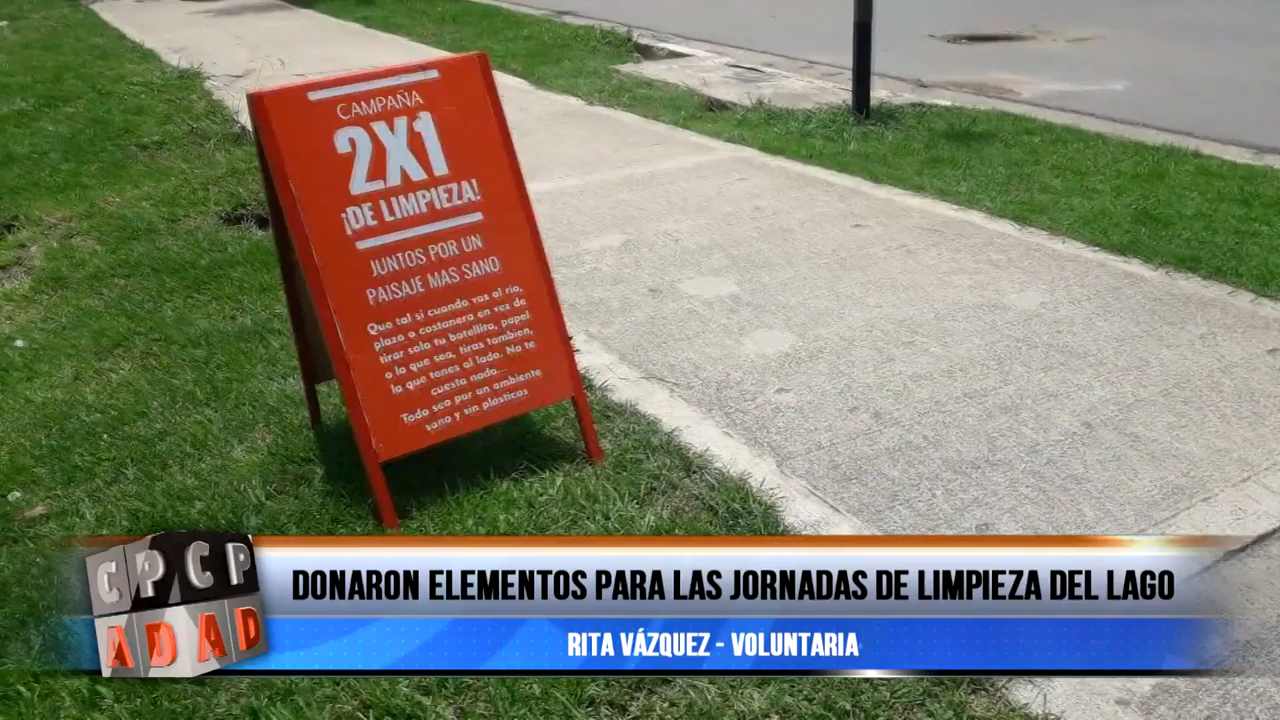 CAMPAÑA
2X1
¡DE LIMPIEZA!
JUNTOS POR UN
PAISAJE MAS SANO
Que tal si cuando vas al río,
plaza o costanera en vez de
tirar solo tu botellita, papel
o lo que sea, tiras tambien,
la que tenes al lado. No te
cuesta nada...
Todo sea por un ambiente
sano y sin plásticos
CPCP
ADAD
DONARON ELEMENTOS PARA LAS JORNADAS DE LIMPIEZA DEL LAGO
RITA VÁZQUEZ - VOLUNTARIA